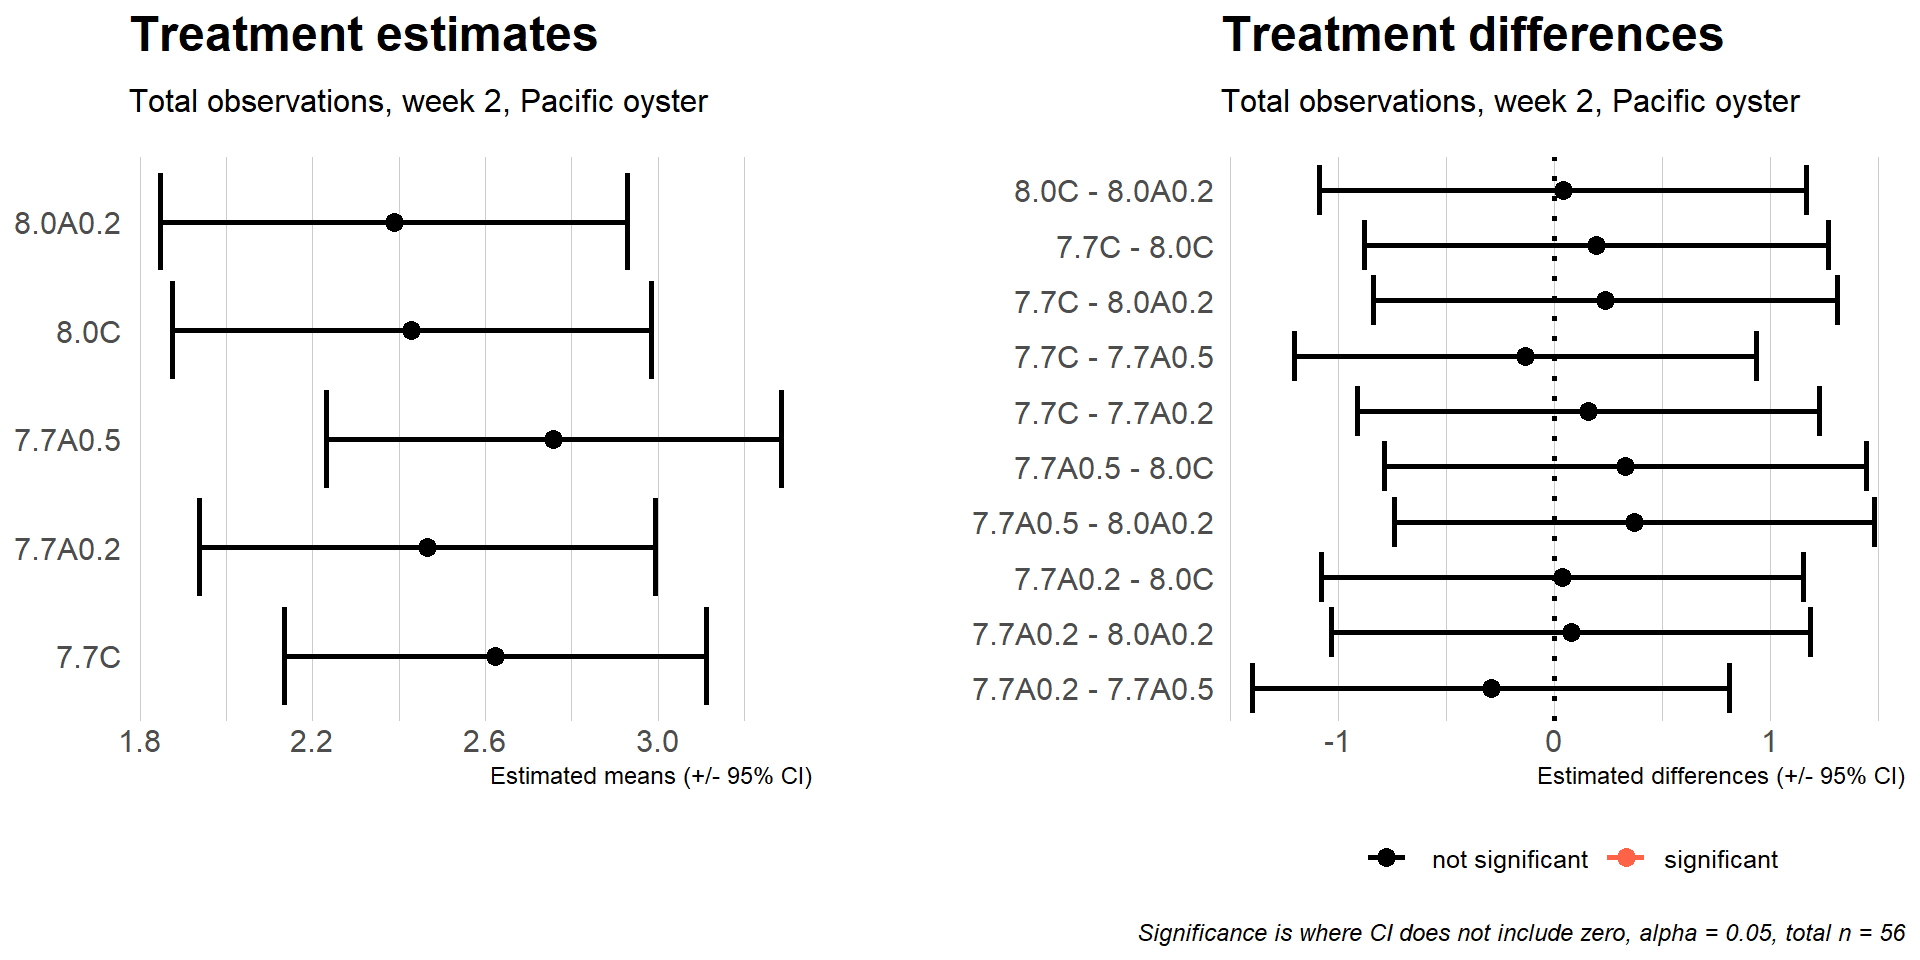 Treatment estimates
Total observations, week 2, Pacific oyster
8.0A0.2
8.0C
7.7A0.5
7.7A0.2
7.7C
1.8 2.2 2.6 3.0
Estimated means (+/- 95% CI)
Treatment differences
Total observations, week 2, Pacific oyster
8.0C - 8.0A0.2
7.7C - 8.0C
7.7C - 8.0A0.2
7.7C - 7.7A0.5
7.7C - 7.7A0.2
7.7A0.5 - 8.0C
7.7A0.5 - 8.0A0.2
7.7A0.2 - 8.0C
7.7A0.2 - 8.0A0.2
7.7A0.2 - 7.7A0.5
-1 0 1
Estimated differences (+/- 95% CI)
not significant significant
Significance is where CI does not include zero, alpha = 0.05, total n = 56